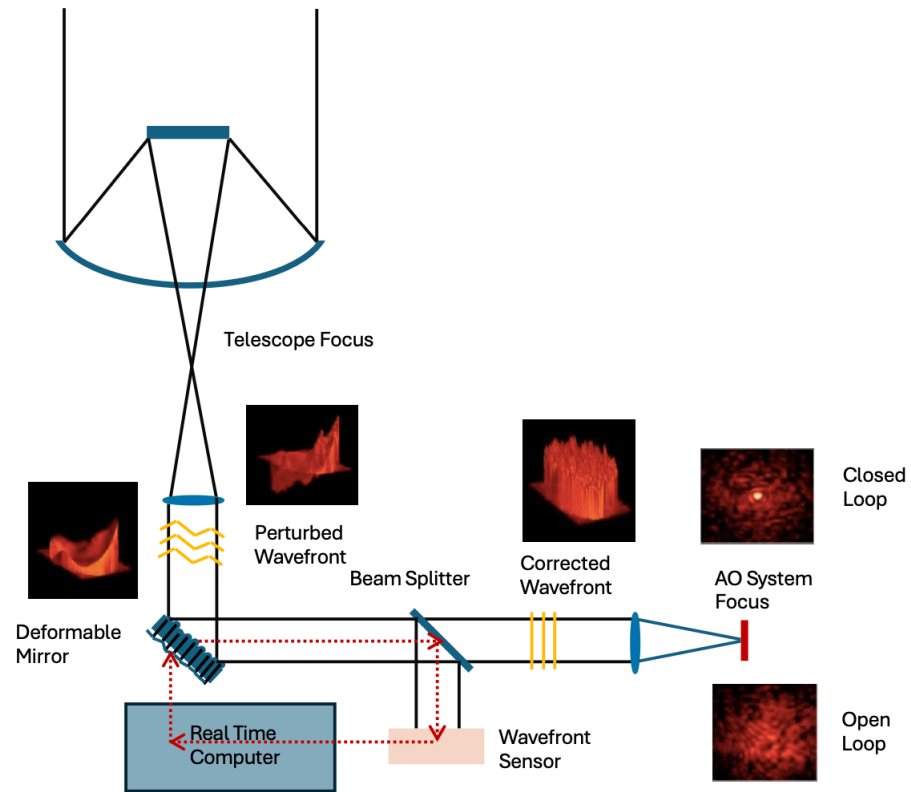 Telescope Focus
Perturbed
Wavefront
Corrected
Wavefront
Closed
Loop
Beam Splitter
AO System
Focus
Deformable
Mirror
Real Time
Computer
Wavefront
Sensor
Open
Loop